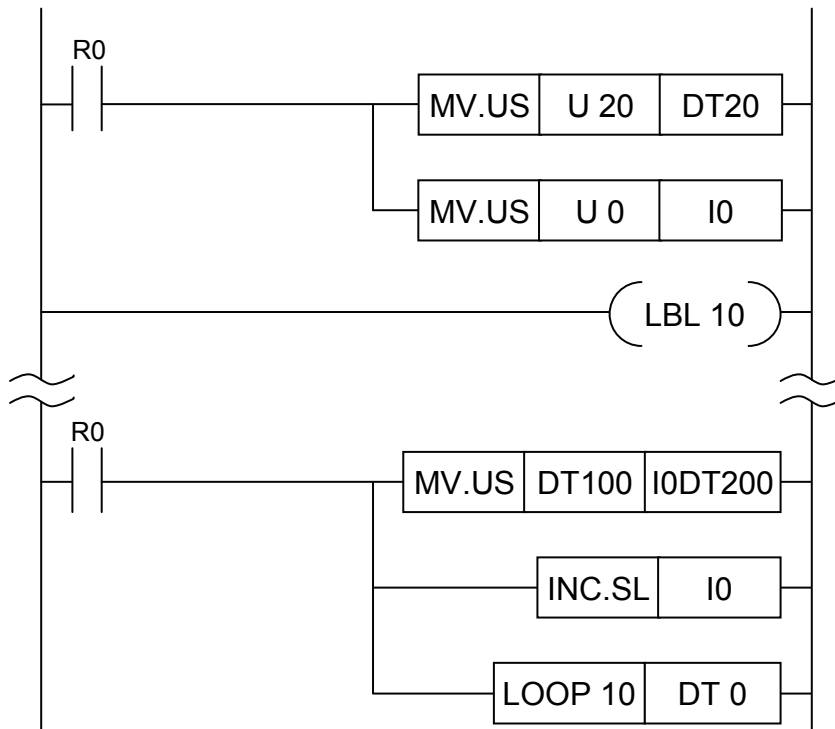 R0
MV.US U 20 DT20
MV.US U 0 I0
LBL 10
R0
MV.US DT100 I0DT200
INC.SL I0
LOOP 10 DT 0